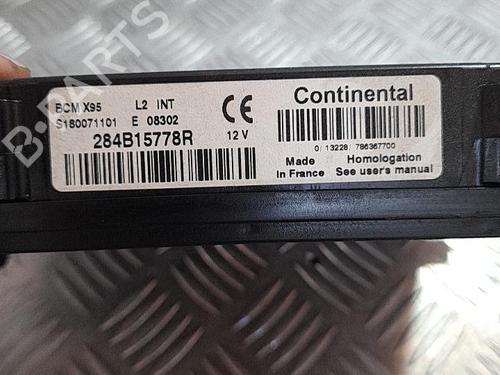 BCM X95 L2 INT
S180071101 E 08302
284B15778R 12 V
CE
Continental
0 13228 786367700
Made in France
Homologation
See user's manual
B-PARTS